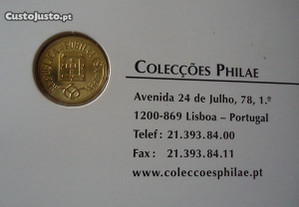 CustoJusto.pt
COLECÇÕES PHILAE
Avenida 24 de Julho, 78, 1.º
1200-869 Lisboa – Portugal
Telef: 21.393.84.00
Fax: 21.393.84.11
www.coleccoesphilae.pt